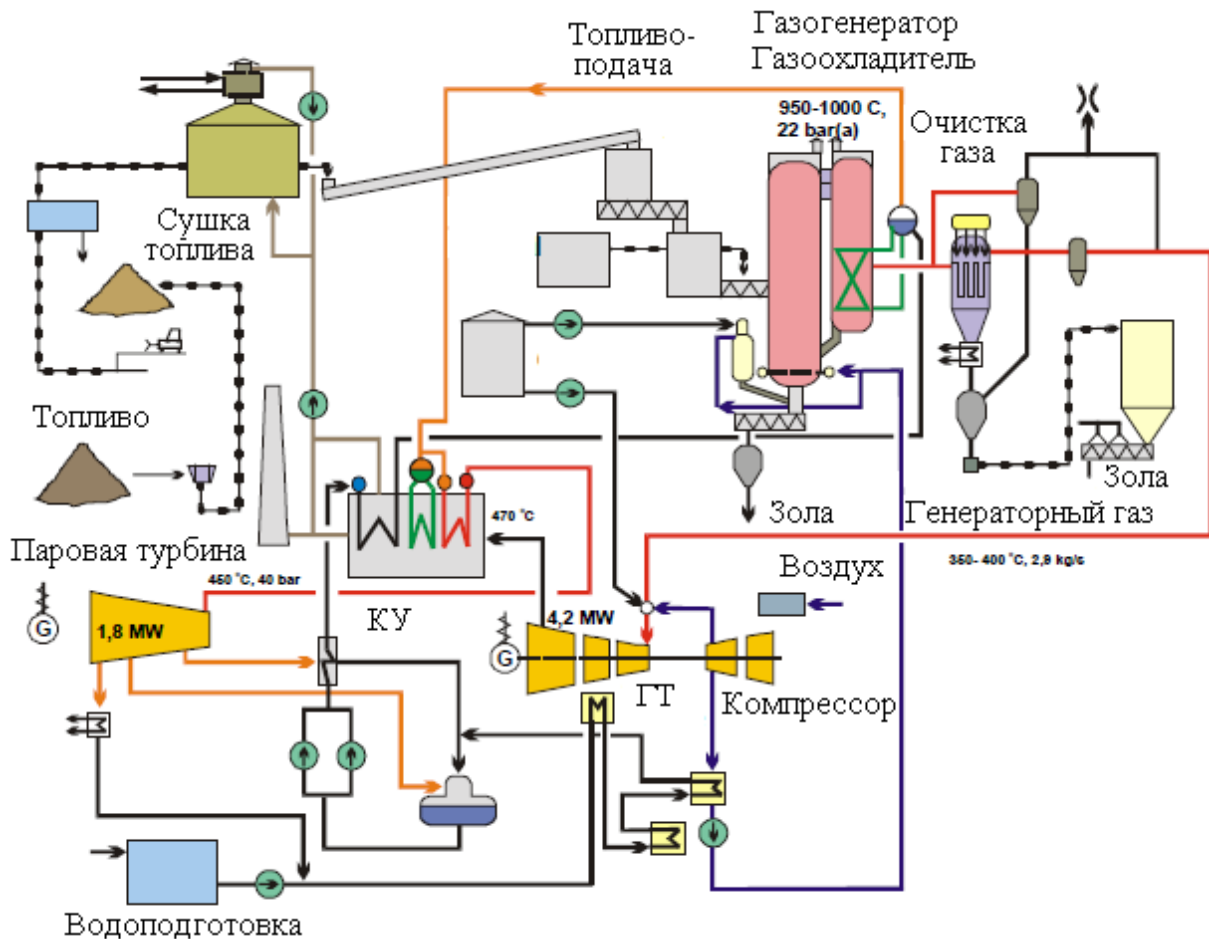 Топливо-
подача
Газогенератор
Газоохладитель
950-1000 C,
22 bar(a)
Очистка
газа
Сушка
топлива
Топливо
Зола
Зола
Генераторный газ
350- 400 °C, 2,9 kg/s
470 °C
Паровая турбина
450 °C, 40 bar
Воздух
КУ
4,2 MW
G
1,8 MW
G
ГТ
Компрессор
Водоподготовка